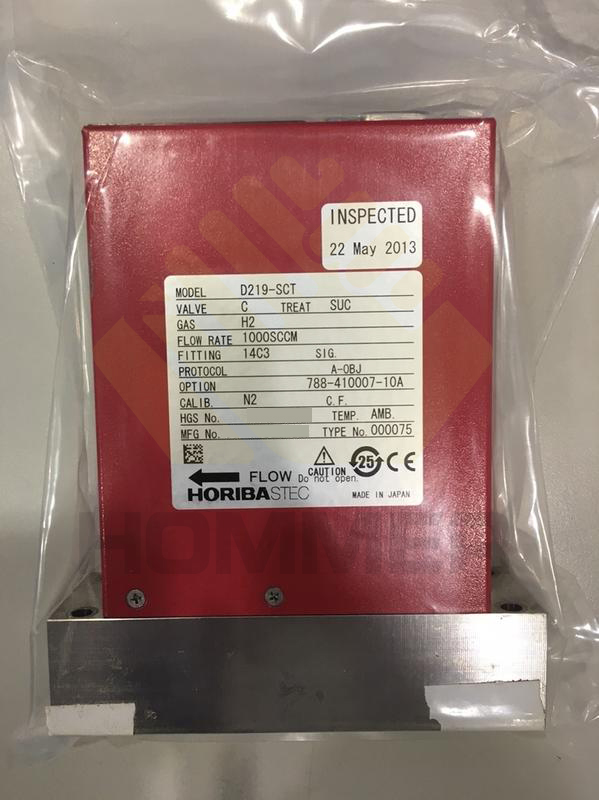 INSPECTED
22 May 2013
MODEL D219-SCT
VALVE C TREAT SUC
GAS H2
FLOW RATE 1000SCCM
FITTING 14C3 SIG.
PROTOCOL A-OBJ
OPTION 788-410007-10A
CALIB. N2 C.F.
HGS No. TEMP. AMB.
MFG No. TYPE No. 000075
FLOW CAUTION 25 CE
Do not open.
HORIBASTEC MADE IN JAPAN
HOMMER